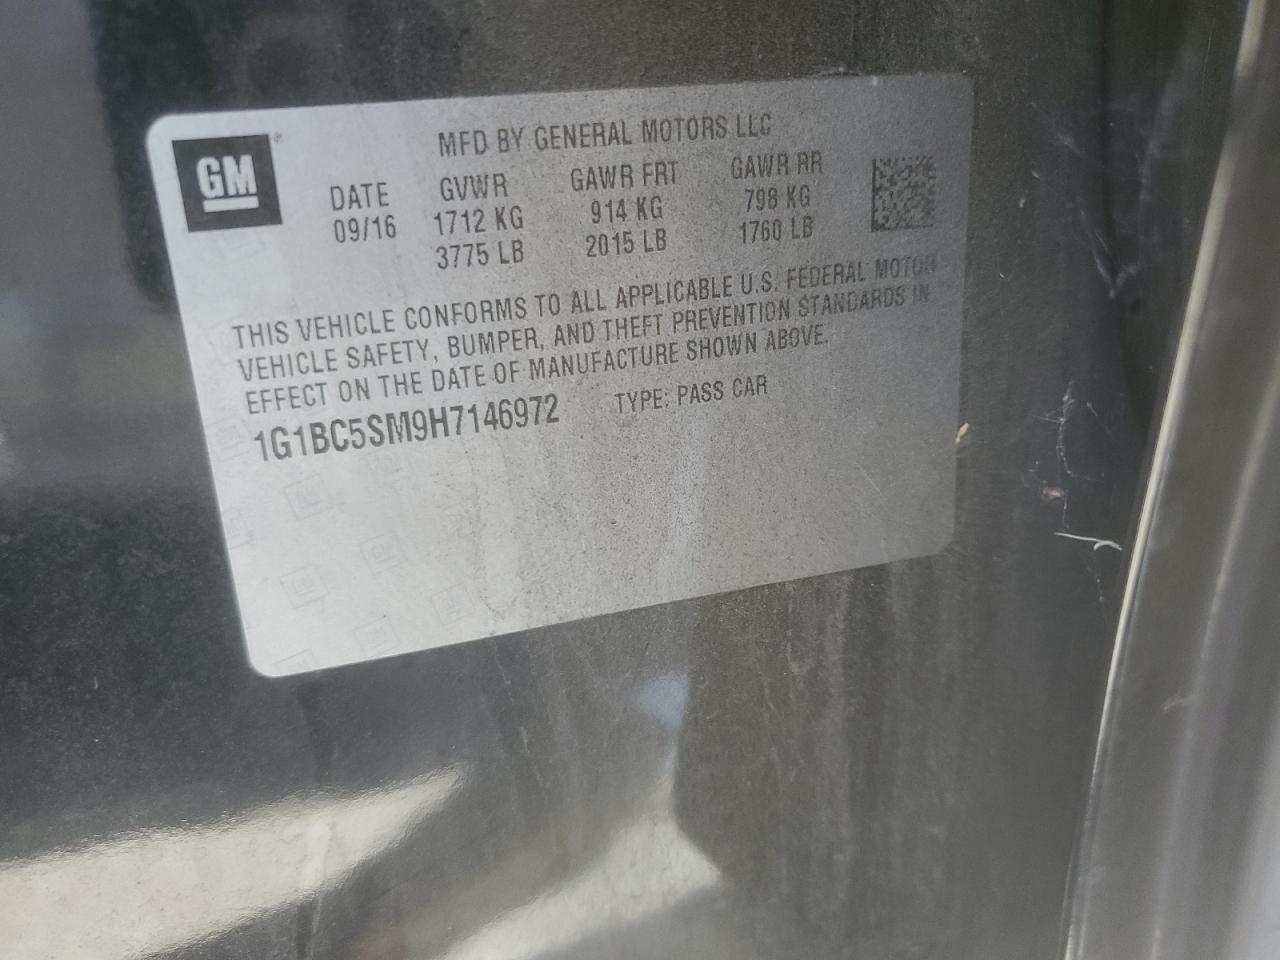 GM
MFD BY GENERAL MOTORS LLC
DATE GVWR GAWR FRT GAWR RR
09/16 1712 KG 914 KG 798 KG
3775 LB 2015 LB 1760 LB
THIS VEHICLE CONFORMS TO ALL APPLICABLE U.S. FEDERAL MOTOR
VEHICLE SAFETY, BUMPER, AND THEFT PREVENTION STANDARDS IN
EFFECT ON THE DATE OF MANUFACTURE SHOWN ABOVE.
1G1BC5SM9H7146972 TYPE: PASS CAR